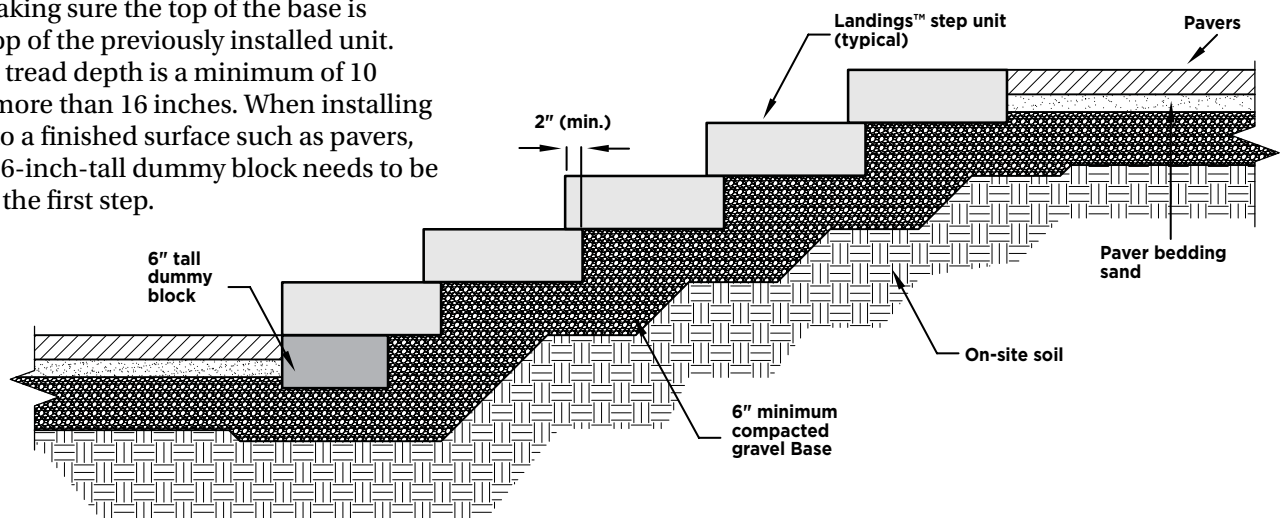 aking sure the top of the base is
op of the previously installed unit.
tread depth is a minimum of 10
more than 16 inches. When installing
o a finished surface such as pavers,
6-inch-tall dummy block needs to be
the first step.
Landings™ step unit
(typical)
Pavers
2" (min.)
6" tall
dummy
block
Paver bedding
sand
On-site soil
6" minimum
compacted
gravel Base